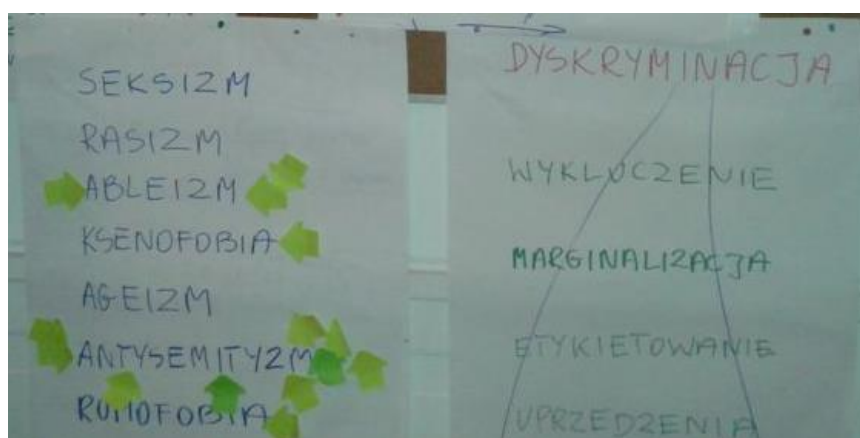 SEKSIZM
RASIZM
ABLEIZM
KSENOFOBIA
AGEIZM
ANTYSEMITYZM
DYSKRYMINACJA
WYKLUCZENIE
MARGINALIZACJA
ETYKIETOWANIE
UPRZEDZENIA